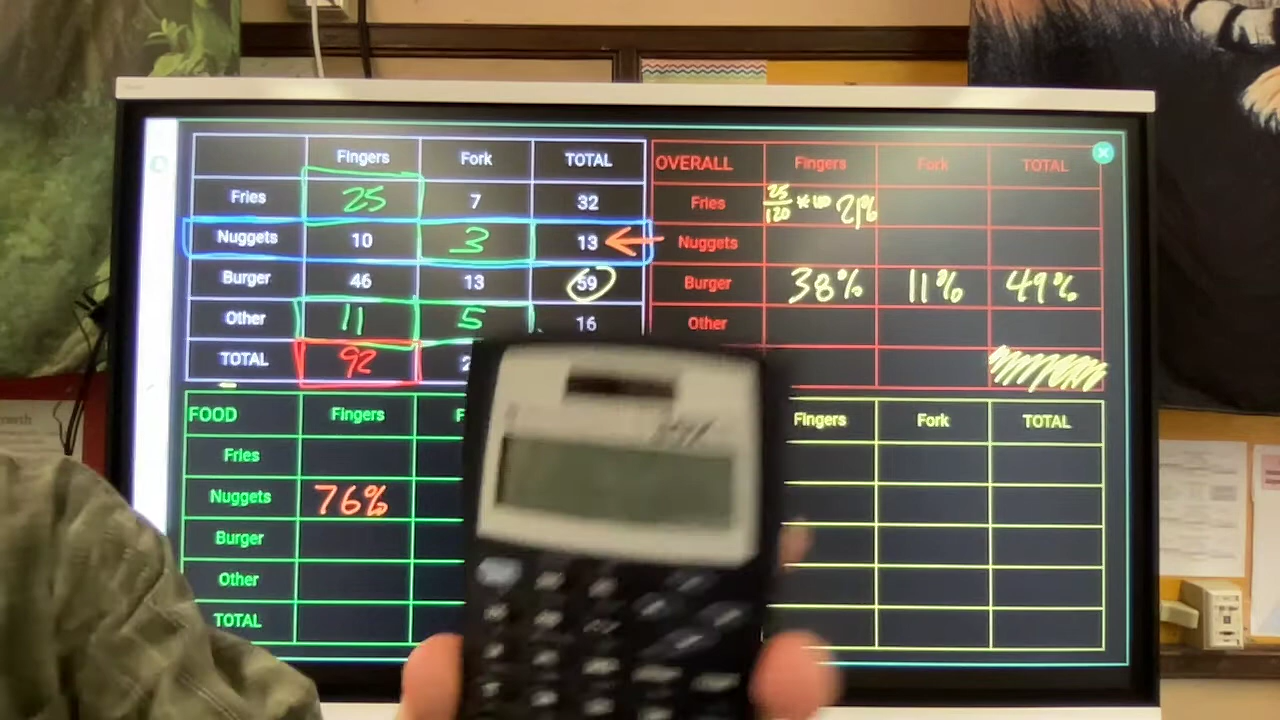 Fingers Fork TOTAL
Fries 25 7 32
Nuggets 10 3 13
Burger 46 13 59
Other 11 5 16
TOTAL 92 2
OVERALL Fingers Fork TOTAL
Fries 25/120 * 100 21%
Nuggets
Burger 38% 11% 49%
Other
FOOD Fingers F
Fries
Nuggets 76%
Burger
Other
TOTAL
Fingers Fork TOTAL